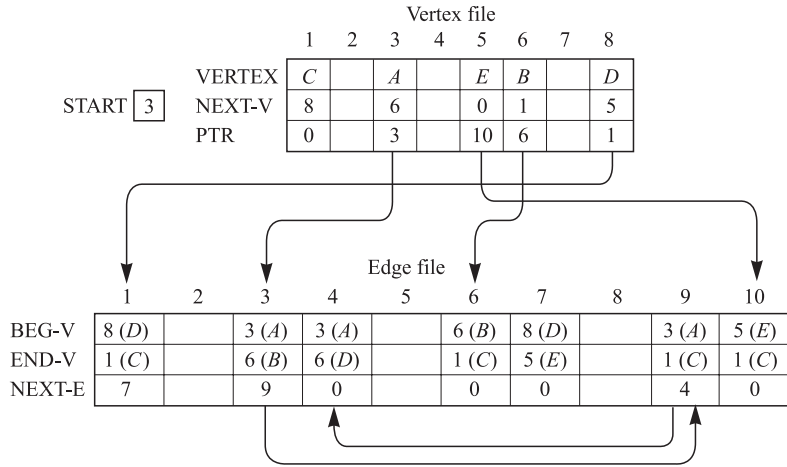 Vertex file
1 2 3 4 5 6 7 8
VERTEX C A E B D
START 3 NEXT-V 8 6 0 1 5
PTR 0 3 10 6 1
Edge file
1 2 3 4 5 6 7 8 9 10
BEG-V 8 (D) 3 (A) 3 (A) 6 (B) 8 (D) 3 (A) 5 (E)
END-V 1 (C) 6 (B) 6 (D) 1 (C) 5 (E) 1 (C) 1 (C)
NEXT-E 7 9 0 0 0 4 0